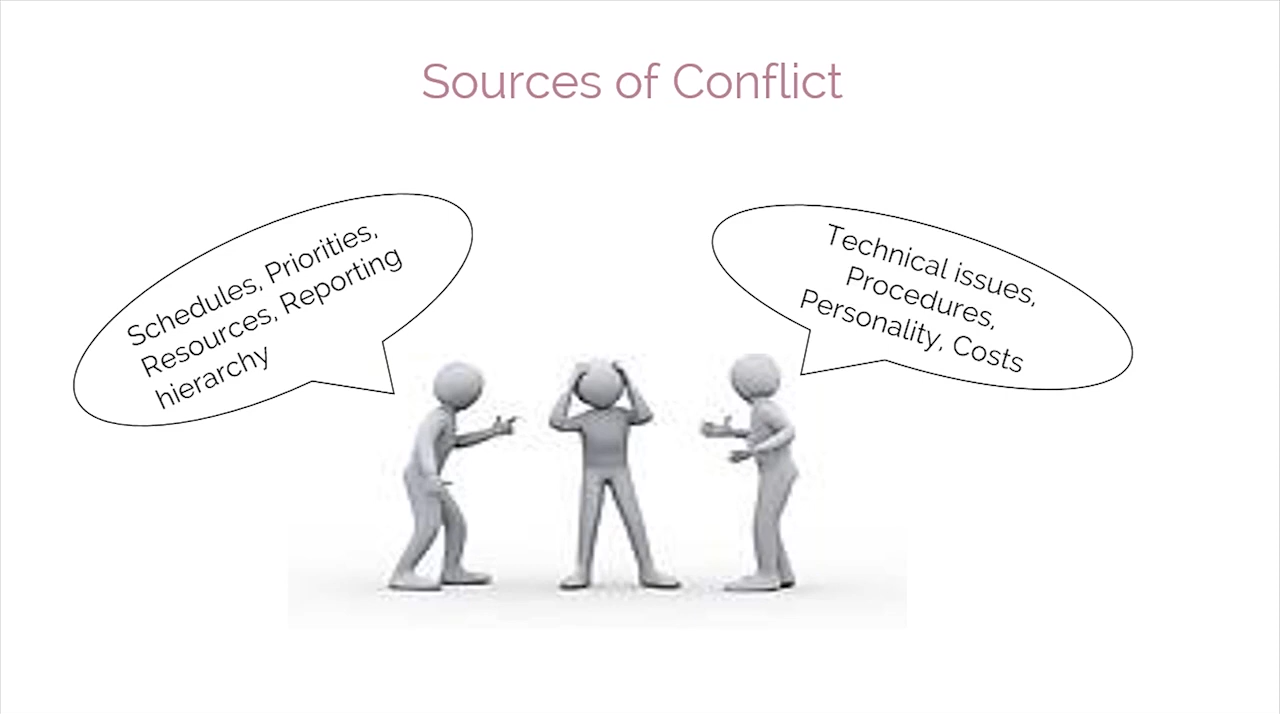 Sources of Conflict
Schedules, Priorities,
Resources, Reporting
hierarchy
Technical issues,
Procedures,
Personality, Costs